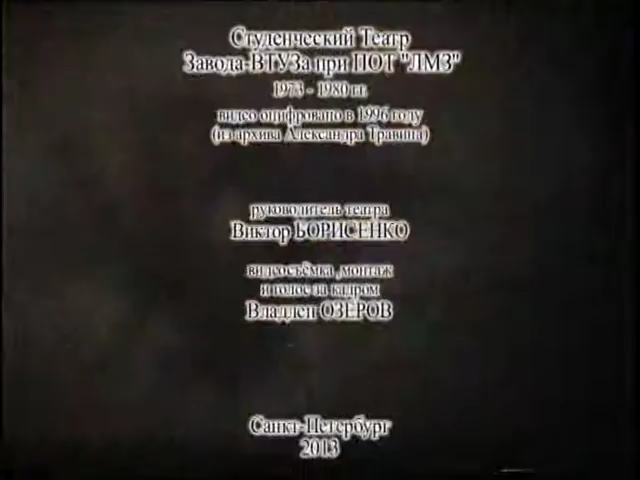 Студенческий Театр
Завода-ВТУЗа при ПОТ "ЛМЗ"
1973 - 1980 г.г.
видео оцифровано в 1996 году
(из архива Александра Травина)
руководитель театра
Виктор БОРИСЕНКО
видеосъёмка ,монтаж
и голос за кадром
Владлен ОЗЕРОВ
Санкт-Петербург
2013